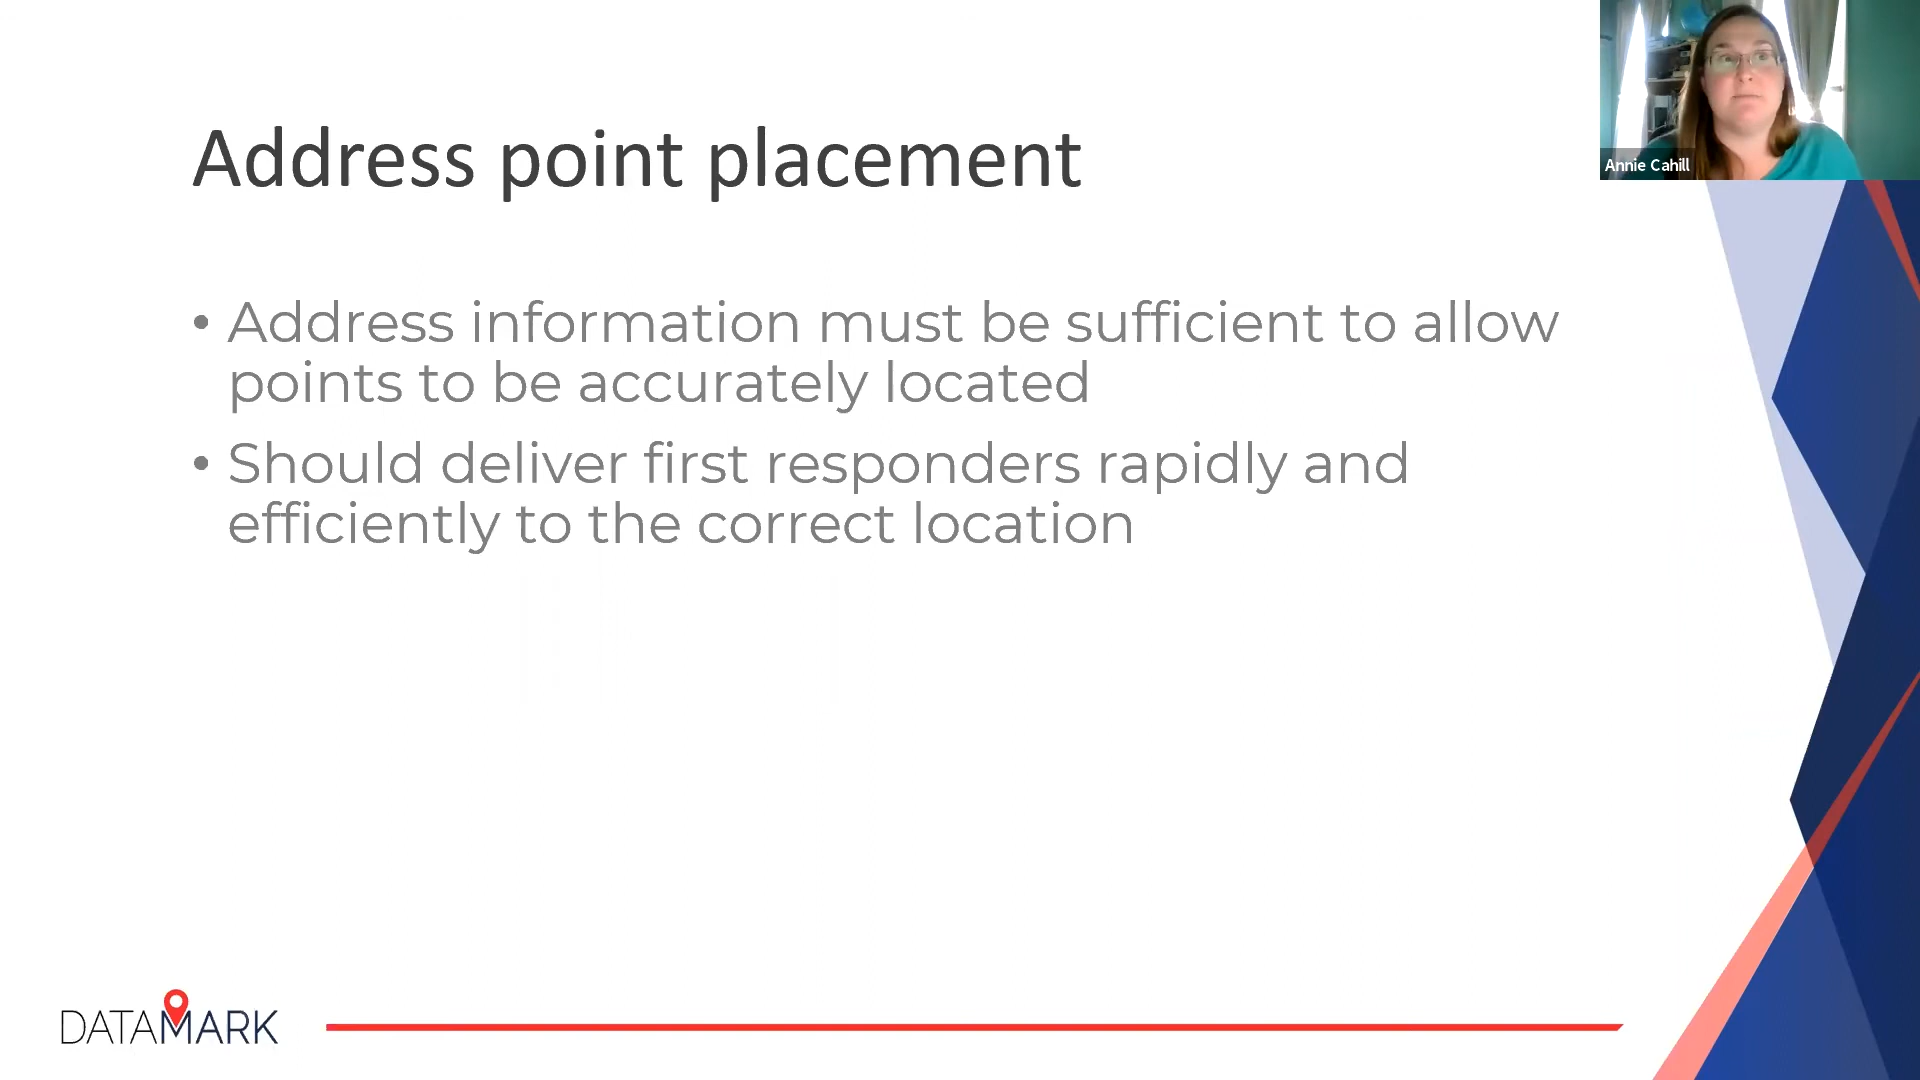 Address point placement
Annie Cahill
• Address information must be sufficient to allow
points to be accurately located
• Should deliver first responders rapidly and
efficiently to the correct location
DATAMARK